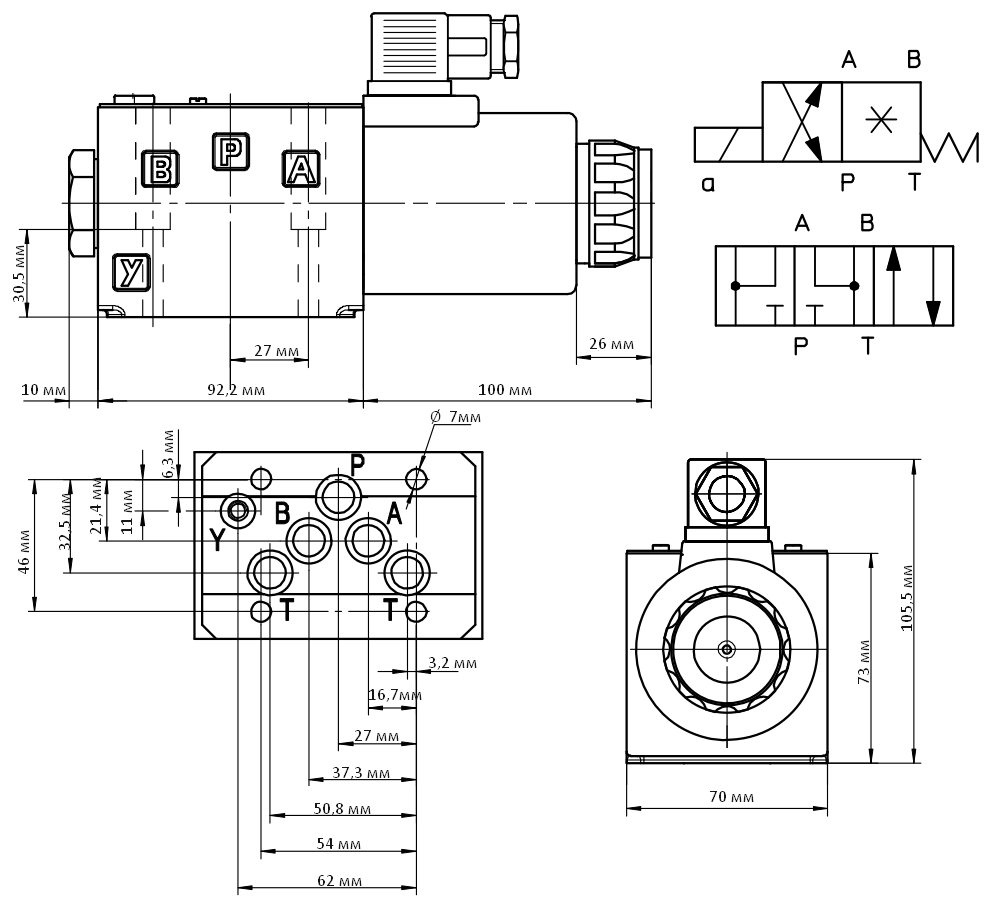 A B
B P A
a P T
A B
Y
30,5 мм
P T
27 мм
26 мм
10 мм
92,2 мм
100 мм
Ø 7мм
6,3 мм
P
11 мм
21,4 мм
32,5 мм
46 мм
B A
Y
T T
3,2 мм
16,7мм
27 мм
37,3 мм
50,8 мм
54 мм
62 мм
105,5 мм
73 мм
70 мм